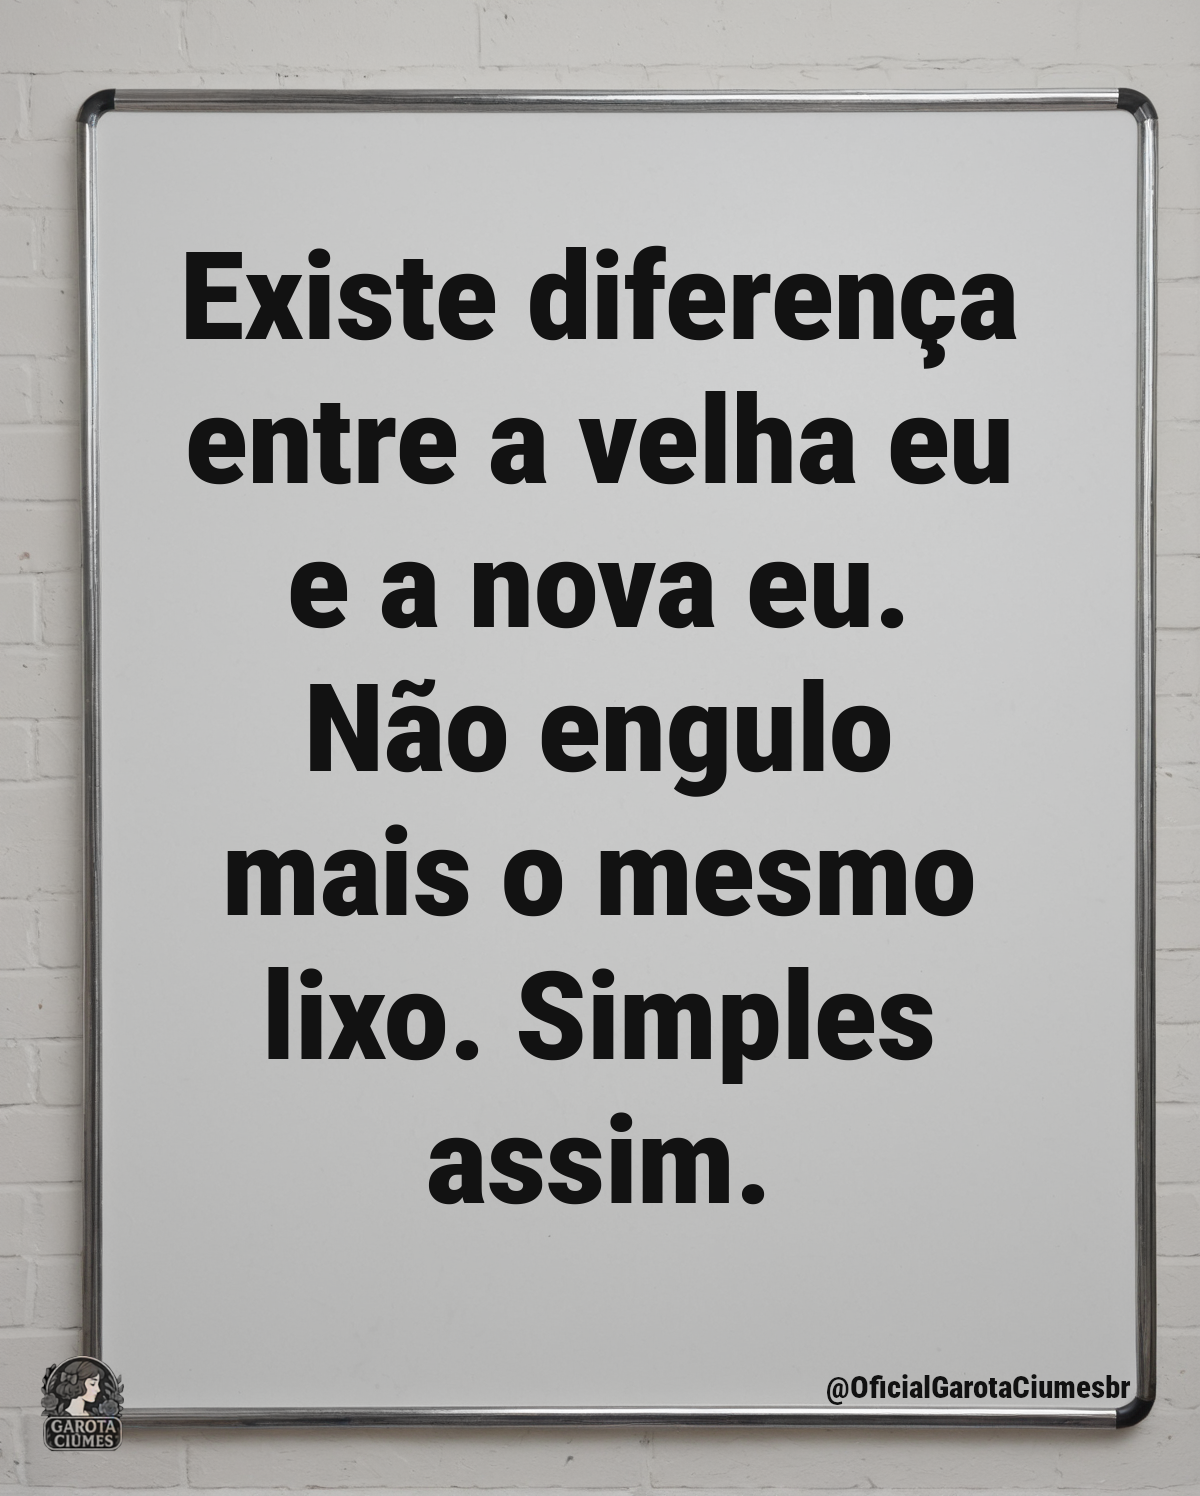 Existe diferença
entre a velha eu
e a nova eu.
Não engulo
mais o mesmo
lixo. Simples
assim.
@OficialGarotaCiumesbr
GAROTA
CIÚMES